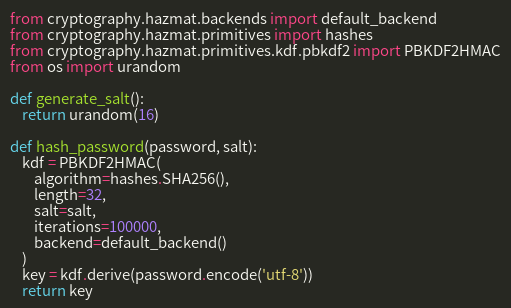 from cryptography.hazmat.backends import default_backend
from cryptography.hazmat.primitives import hashes
from cryptography.hazmat.primitives.kdf.pbkdf2 import PBKDF2HMAC
from os import urandom

def generate_salt():
    return urandom(16)

def hash_password(password, salt):
    kdf = PBKDF2HMAC(
        algorithm=hashes.SHA256(),
        length=32,
        salt=salt,
        iterations=100000,
        backend=default_backend()
    )
    key = kdf.derive(password.encode('utf-8'))
    return key